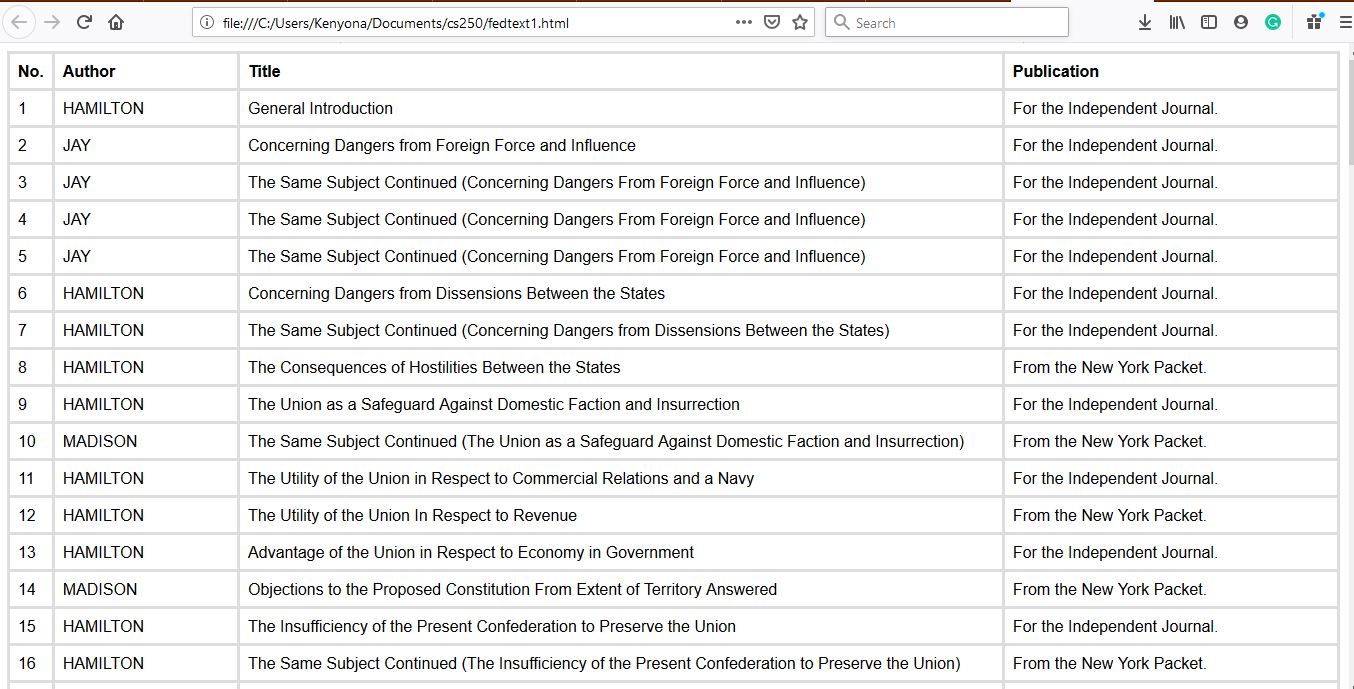 file:///C:/Users/Kenyona/Documents/cs250/fedtext1.html Search
No. Author Title Publication
1 HAMILTON General Introduction For the Independent Journal.
2 JAY Concerning Dangers from Foreign Force and Influence For the Independent Journal.
3 JAY The Same Subject Continued (Concerning Dangers From Foreign Force and Influence) For the Independent Journal.
4 JAY The Same Subject Continued (Concerning Dangers From Foreign Force and Influence) For the Independent Journal.
5 JAY The Same Subject Continued (Concerning Dangers From Foreign Force and Influence) For the Independent Journal.
6 HAMILTON Concerning Dangers from Dissensions Between the States For the Independent Journal.
7 HAMILTON The Same Subject Continued (Concerning Dangers from Dissensions Between the States) For the Independent Journal.
8 HAMILTON The Consequences of Hostilities Between the States From the New York Packet.
9 HAMILTON The Union as a Safeguard Against Domestic Faction and Insurrection For the Independent Journal.
10 MADISON The Same Subject Continued (The Union as a Safeguard Against Domestic Faction and Insurrection) From the New York Packet.
11 HAMILTON The Utility of the Union in Respect to Commercial Relations and a Navy For the Independent Journal.
12 HAMILTON The Utility of the Union In Respect to Revenue From the New York Packet.
13 HAMILTON Advantage of the Union in Respect to Economy in Government For the Independent Journal.
14 MADISON Objections to the Proposed Constitution From Extent of Territory Answered From the New York Packet.
15 HAMILTON The Insufficiency of the Present Confederation to Preserve the Union For the Independent Journal.
16 HAMILTON The Same Subject Continued (The Insufficiency of the Present Confederation to Preserve the Union) From the New York Packet.